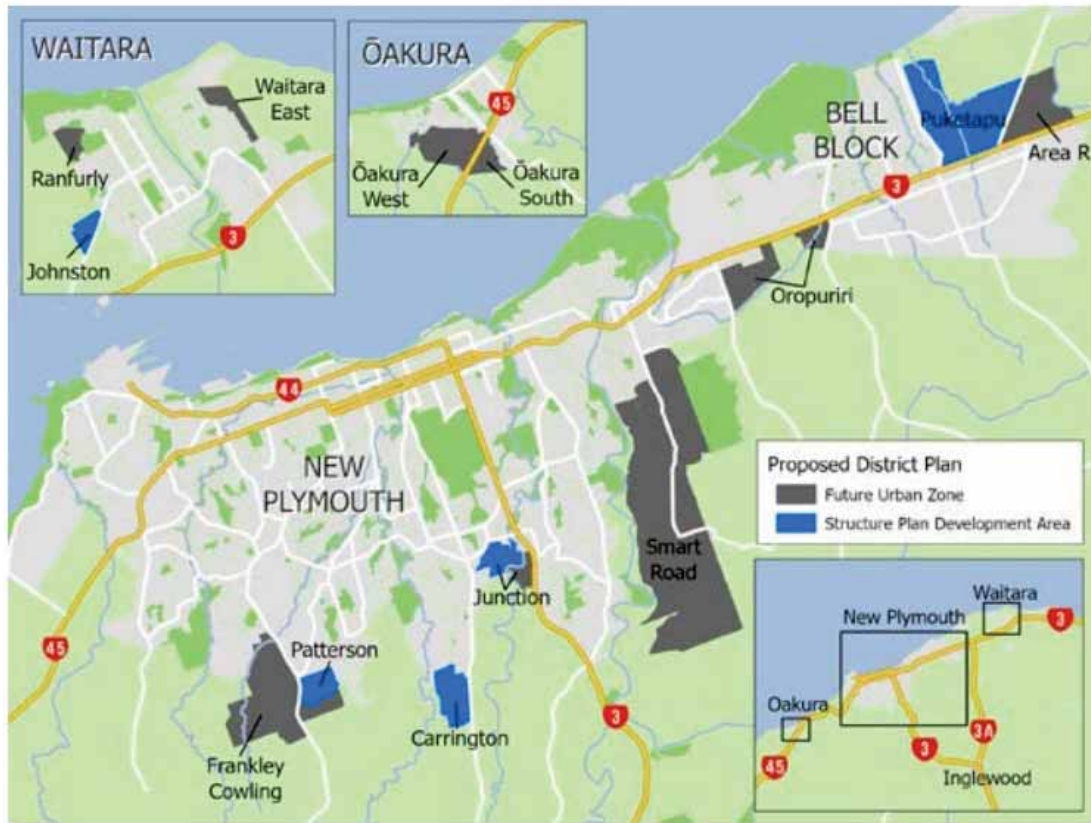 WAITARA
Waitara
East
Ranfurly
Johnston
3
ŌAKURA
45
Ōakura
West
Ōakura
South
BELL
BLOCK
Puketapu
Area R
3
Oropuriri
44
NEW
PLYMOUTH
Smart
Road
Junction
Patterson
Carrington
Frankley
Cowling
45
3
Proposed District Plan
Future Urban Zone
Structure Plan Development Area
Waitara
New Plymouth
3
Oakura
3A
3
45
Inglewood